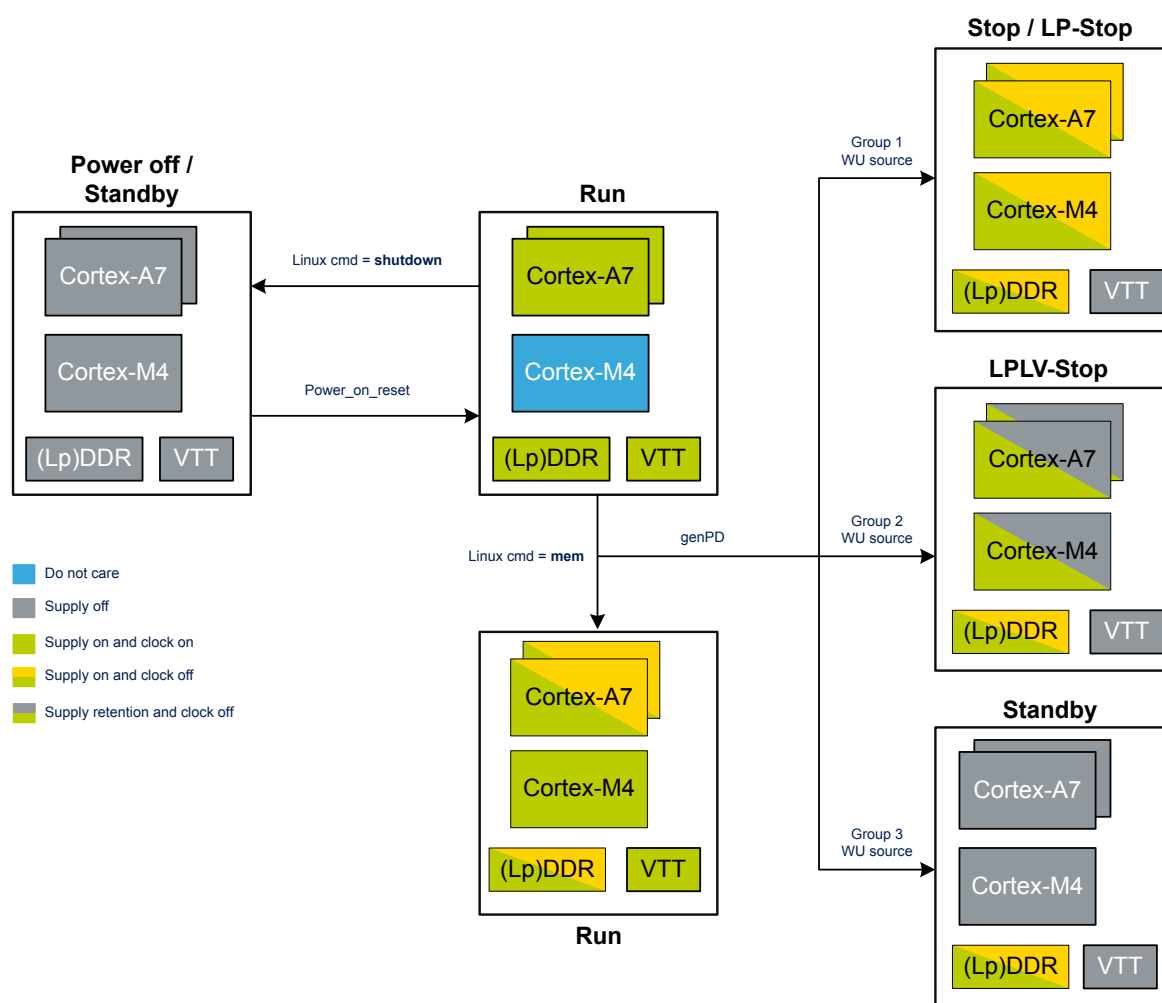 Stop / LP-Stop
Cortex-A7
Cortex-M4
(Lp)DDR
VTT
Group 1
WU source
Power off /
Standby
Cortex-A7
Cortex-M4
(Lp)DDR
VTT
Linux cmd = shutdown
Power_on_reset
Run
Cortex-A7
Cortex-M4
(Lp)DDR
VTT
LPLV-Stop
Cortex-A7
Cortex-M4
(Lp)DDR
VTT
Group 2
WU source
genPD
Linux cmd = mem
Do not care
Supply off
Supply on and clock on
Supply on and clock off
Supply retention and clock off
Cortex-A7
Cortex-M4
(Lp)DDR
VTT
Run
Standby
Cortex-A7
Cortex-M4
(Lp)DDR
VTT
Group 3
WU source